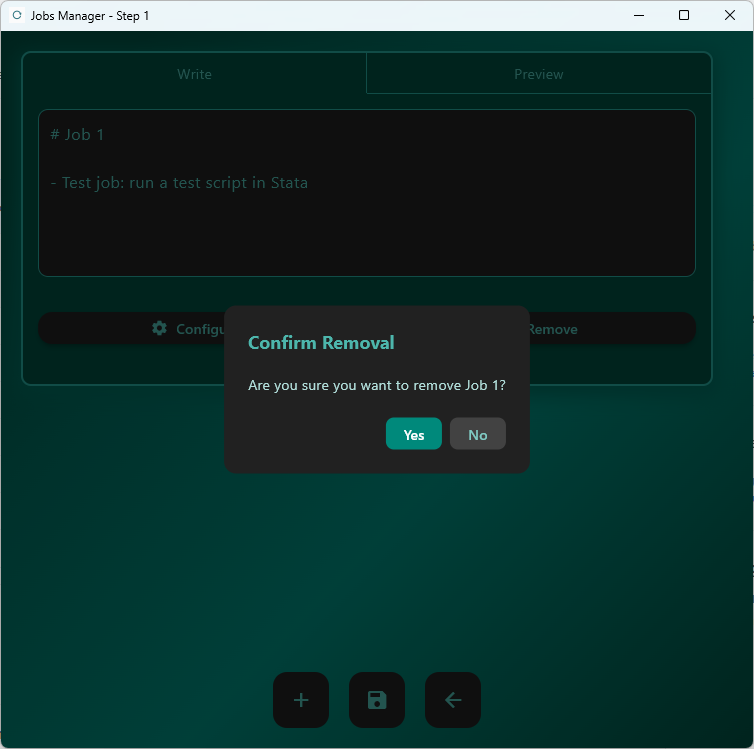 Jobs Manager - Step 1
Write
Preview
# Job 1
- Test job: run a test script in Stata
Configu
Remove
Confirm Removal
Are you sure you want to remove Job 1?
Yes
No